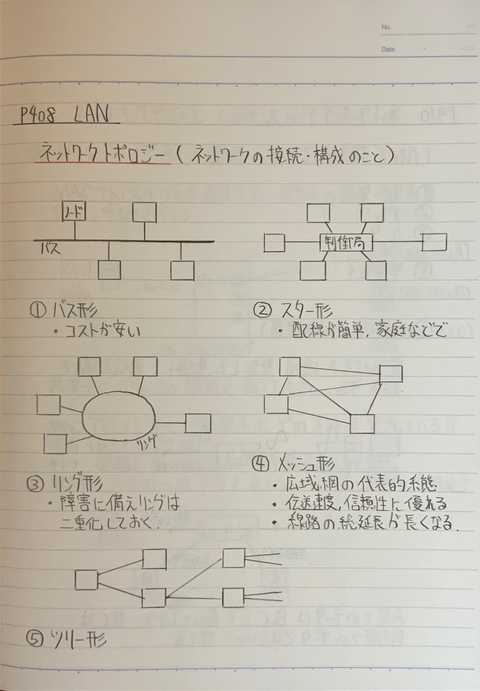 No.
Date
P408 LAN
ネットワークトポロジー (ネットワークの接続・構成のこと)
ノード
バス
制御局
① バス形
・コストが安い
② スター形
・配線が簡単、家庭などで
リング
③ リング形
・障害に備えリングは
二重化しておく.
④ メッシュ形
・広域網の代表的形態
・伝送速度, 信頼性に優れる
・線路の総延長が長くなる.
⑤ ツリー形